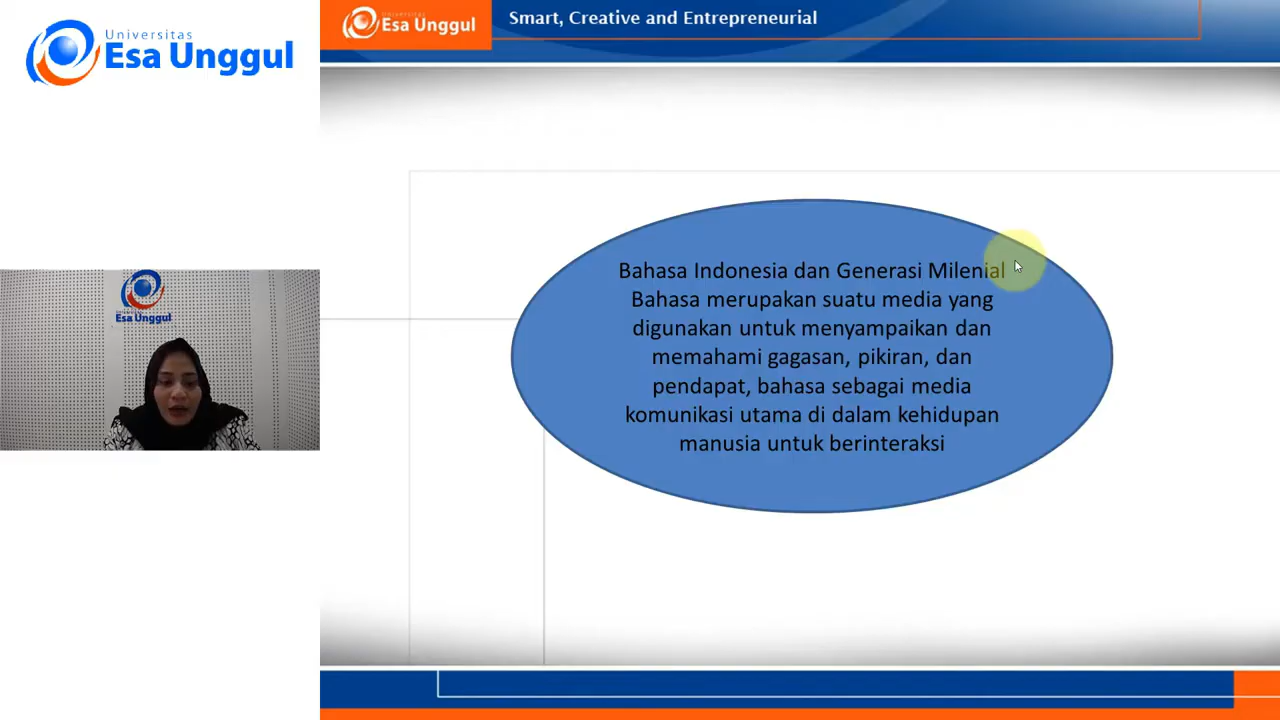 Universitas
Esa Unggul
Esa Unggul
Smart, Creative and Entrepreneurial
Esa Unggul
Bahasa Indonesia dan Generasi Milenial
Bahasa merupakan suatu media yang
digunakan untuk menyampaikan dan
memahami gagasan, pikiran, dan
pendapat, bahasa sebagai media
komunikasi utama di dalam kehidupan
manusia untuk berinteraksi